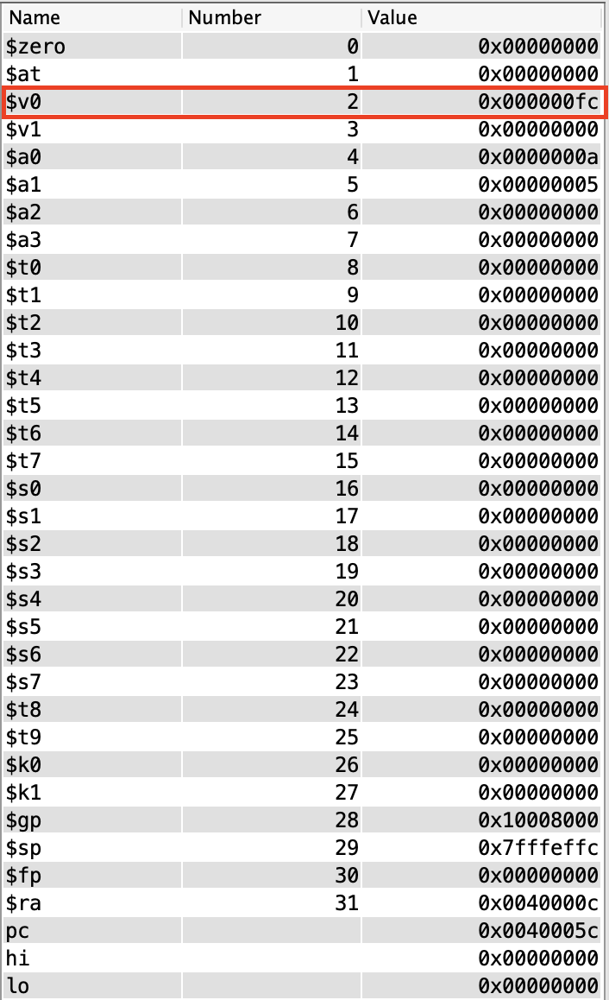 Name Number Value
$zero 0 0x00000000
$at 1 0x00000000
$v0 2 0x000000fc
$v1 3 0x00000000
$a0 4 0x0000000a
$a1 5 0x00000005
$a2 6 0x00000000
$a3 7 0x00000000
$t0 8 0x00000000
$t1 9 0x00000000
$t2 10 0x00000000
$t3 11 0x00000000
$t4 12 0x00000000
$t5 13 0x00000000
$t6 14 0x00000000
$t7 15 0x00000000
$s0 16 0x00000000
$s1 17 0x00000000
$s2 18 0x00000000
$s3 19 0x00000000
$s4 20 0x00000000
$s5 21 0x00000000
$s6 22 0x00000000
$s7 23 0x00000000
$t8 24 0x00000000
$t9 25 0x00000000
$k0 26 0x00000000
$k1 27 0x00000000
$gp 28 0x10008000
$sp 29 0x7fffeffc
$fp 30 0x00000000
$ra 31 0x0040000c
pc 0x0040005c
hi 0x00000000
lo 0x00000000